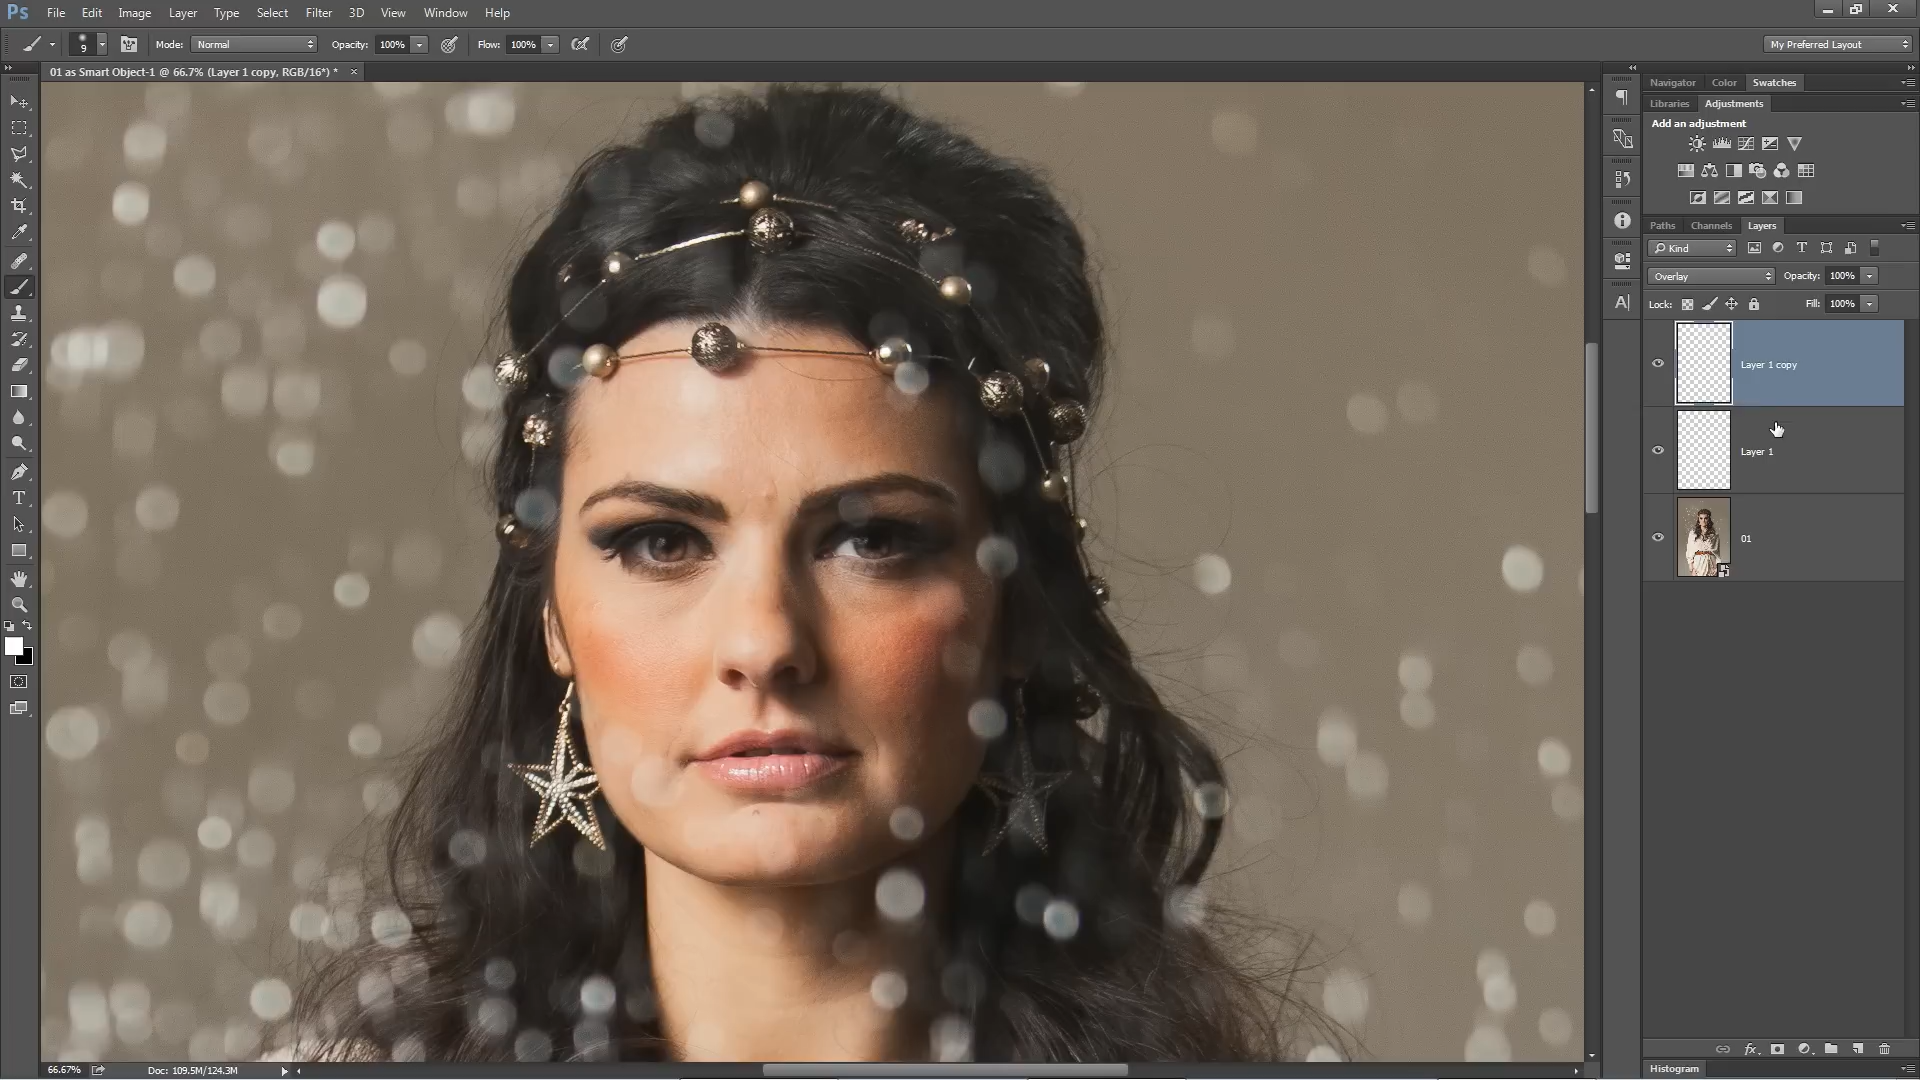 Ps File Edit Image Layer Type Select Filter 3D View Window Help
9 Mode: Normal Opacity: 100% Flow: 100% My Preferred Layout
01 as Smart Object-1 @ 66.7% (Layer 1 copy, RGB/16*) * ×
Navigator Color Swatches
Libraries Adjustments
Add an adjustment
Paths Channels Layers
Kind
Overlay Opacity: 100%
Lock: Fill: 100%
Layer 1 copy
Layer 1
01
66.67% Doc: 109.5M/124.3M
Histogram